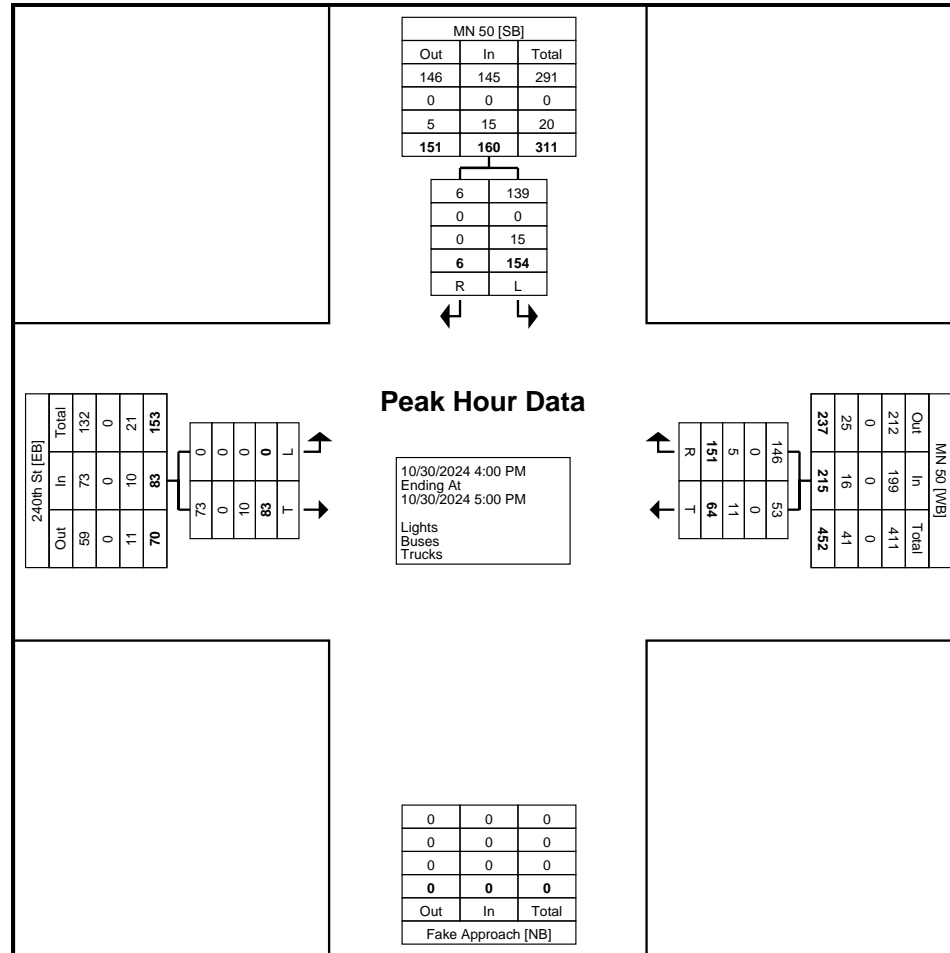 MN 50 [SB]
Out In Total
146 145 291
0 0 0
5 15 20
151 160 311
6 139
0 0
0 15
6 154
R L
240th St [EB]
Total In Out
132 73 59
0 0 0
21 10 11
153 83 70
0 73
0 0
0 10
0 83
L T
Peak Hour Data
10/30/2024 4:00 PM
Ending At
10/30/2024 5:00 PM
Lights
Buses
Trucks
146 53
0 0
5 11
151 64
R T
MN 50 [WB]
Out In Total
212 199 411
0 0 0
25 16 41
237 215 452
0 0 0
0 0 0
0 0 0
0 0 0
Out In Total
Fake Approach [NB]